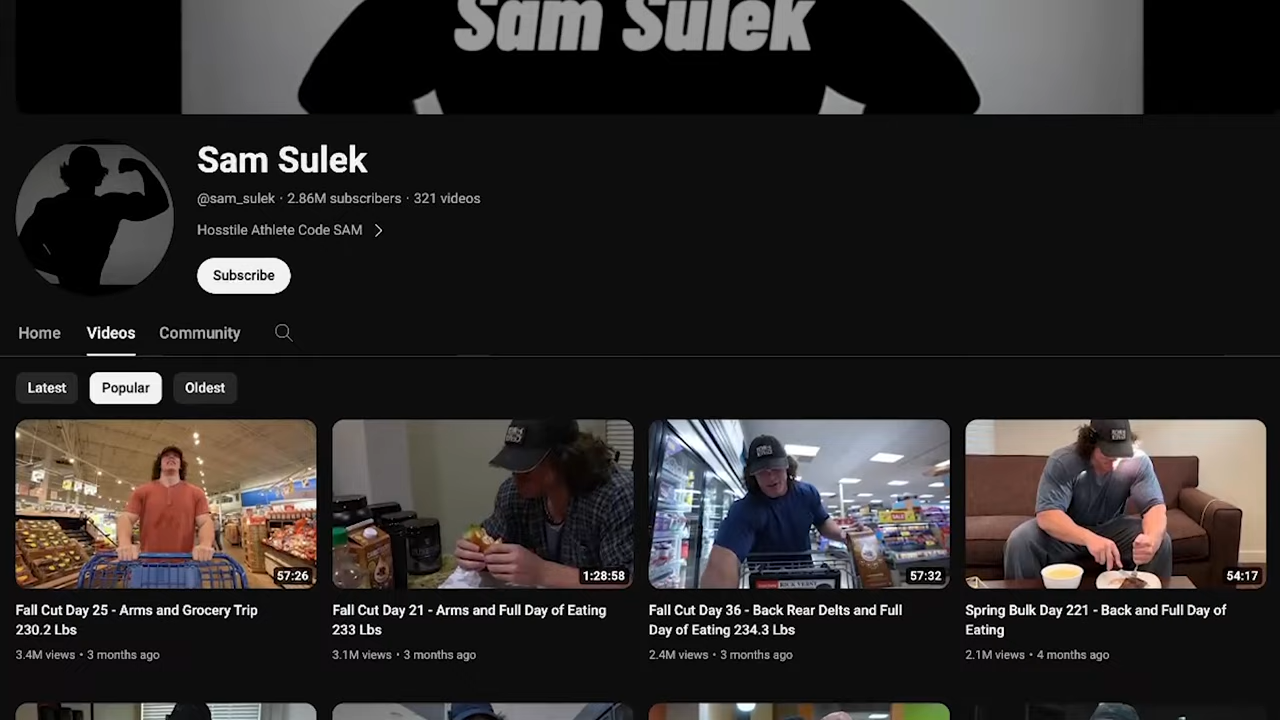 Sam Sulek
Sam Sulek
@sam_sulek · 2.86M subscribers · 321 videos
Hosstile Athlete Code SAM
Subscribe
Home Videos Community
Latest Popular Oldest
57:26
Fall Cut Day 25 - Arms and Grocery Trip
230.2 Lbs
3.4M views • 3 months ago
1:28:58
Fall Cut Day 21 - Arms and Full Day of Eating
233 Lbs
3.1M views • 3 months ago
57:32
Fall Cut Day 36 - Back Rear Delts and Full
Day of Eating 234.3 Lbs
2.4M views • 3 months ago
54:17
Spring Bulk Day 221 - Back and Full Day of
Eating
2.1M views • 4 months ago